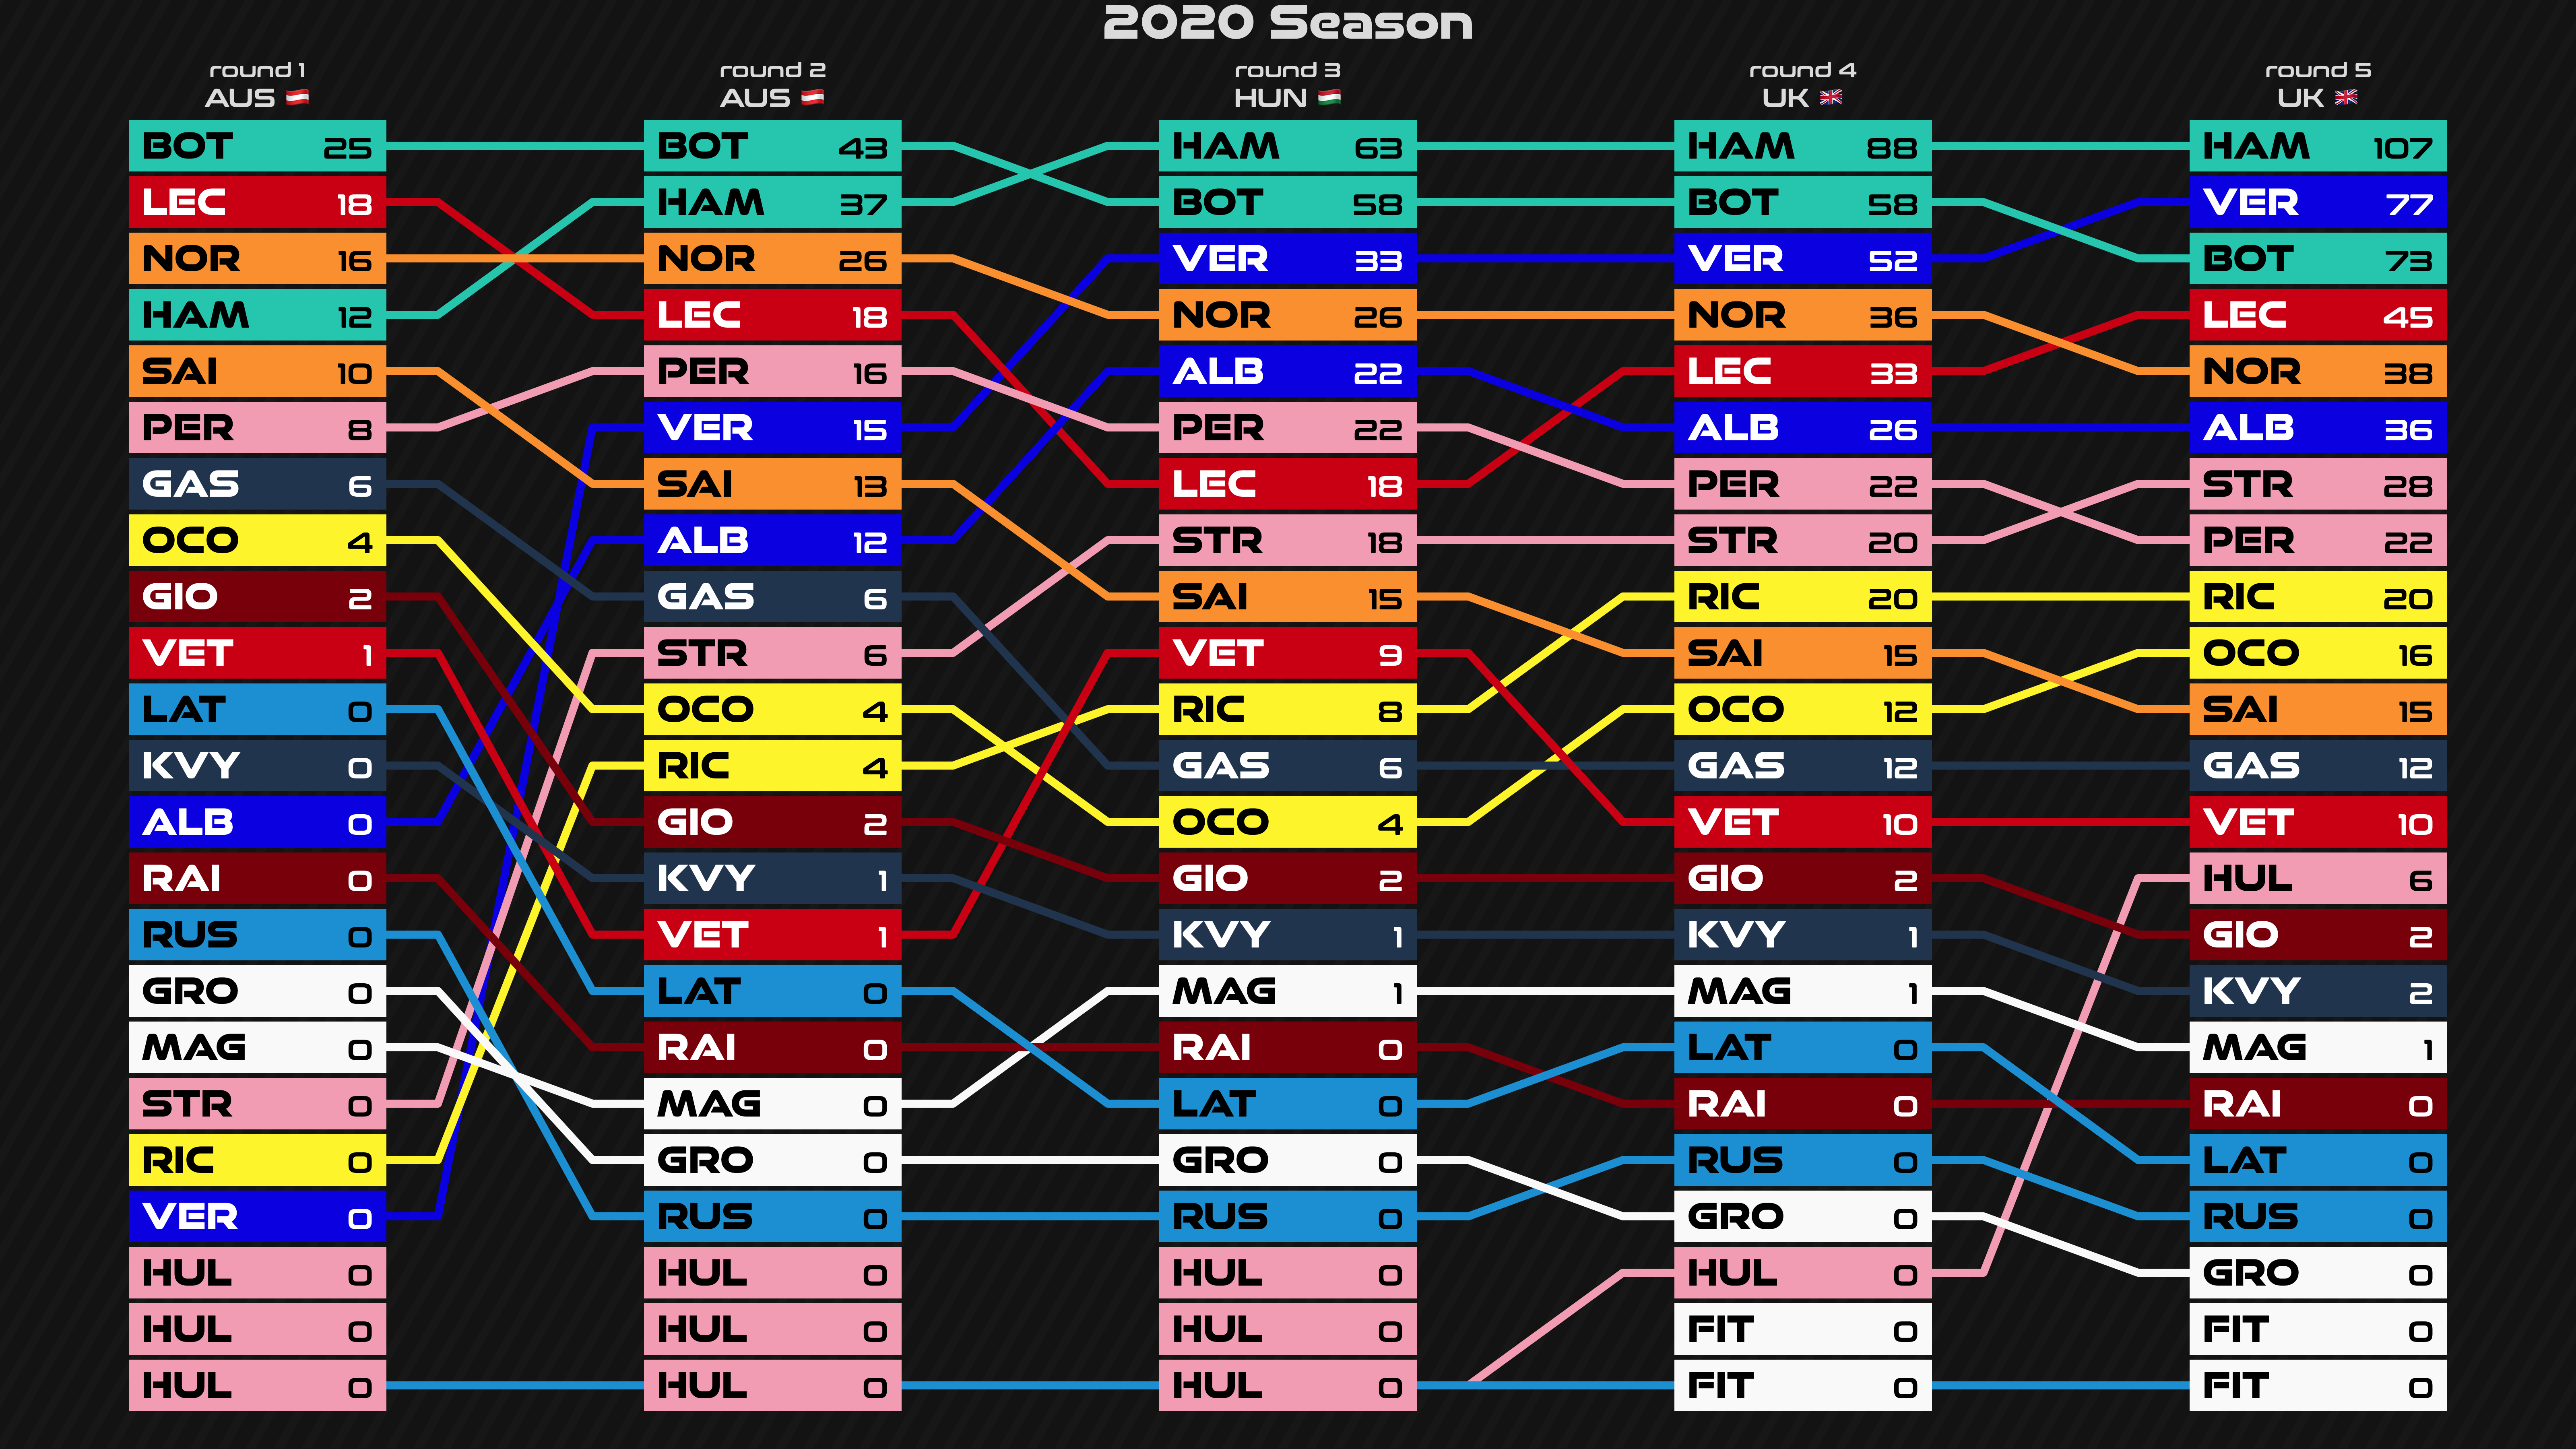 2020 Season
round 1 round 2 round 3 round 4 round 5
AUS AUS HUN UK UK
BOT 25 BOT 43 HAM 63 HAM 88 HAM 107
LEC 18 HAM 37 BOT 58 BOT 58 VER 77
NOR 16 NOR 26 VER 33 VER 52 BOT 73
HAM 12 LEC 18 NOR 26 NOR 36 LEC 45
SAI 10 PER 16 ALB 22 LEC 33 NOR 38
PER 8 VER 15 PER 22 ALB 26 ALB 36
GAS 6 SAI 13 LEC 18 PER 22 STR 28
OCO 4 ALB 12 STR 18 STR 20 PER 22
GIO 2 GAS 6 SAI 15 RIC 20 RIC 20
VET 1 STR 6 VET 9 SAI 15 OCO 16
LAT 0 OCO 4 RIC 8 OCO 12 SAI 15
KVY 0 RIC 4 GAS 6 GAS 12 GAS 12
ALB 0 GIO 2 OCO 4 VET 10 VET 10
RAI 0 KVY 1 GIO 2 GIO 2 HUL 6
RUS 0 VET 1 KVY 1 KVY 1 GIO 2
GRO 0 LAT 0 MAG 1 MAG 1 KVY 2
MAG 0 RAI 0 RAI 0 LAT 0 MAG 1
STR 0 MAG 0 LAT 0 RAI 0 RAI 0
RIC 0 GRO 0 GRO 0 RUS 0 LAT 0
VER 0 RUS 0 RUS 0 GRO 0 RUS 0
HUL 0 HUL 0 HUL 0 HUL 0 GRO 0
HUL 0 HUL 0 HUL 0 FIT 0 FIT 0
HUL 0 HUL 0 HUL 0 FIT 0 FIT 0